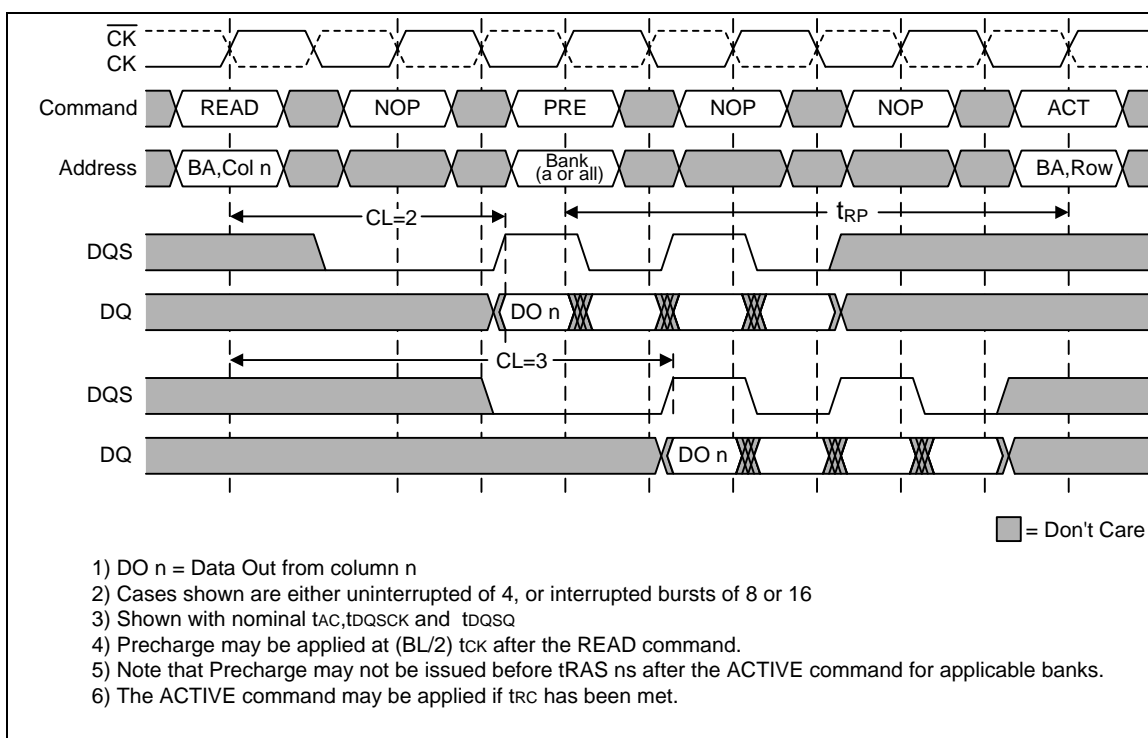 CK
CK
Command READ NOP PRE NOP NOP ACT
Address BA,Col n Bank (a or all) BA,Row
CL=2 tRP
DQS
DQ DO n
CL=3
DQS
DQ DO n
= Don't Care
1) DO n = Data Out from column n
2) Cases shown are either uninterrupted of 4, or interrupted bursts of 8 or 16
3) Shown with nominal tAC,tDQSCK and tDQSQ
4) Precharge may be applied at (BL/2) tCK after the READ command.
5) Note that Precharge may not be issued before tRAS ns after the ACTIVE command for applicable banks.
6) The ACTIVE command may be applied if tRC has been met.